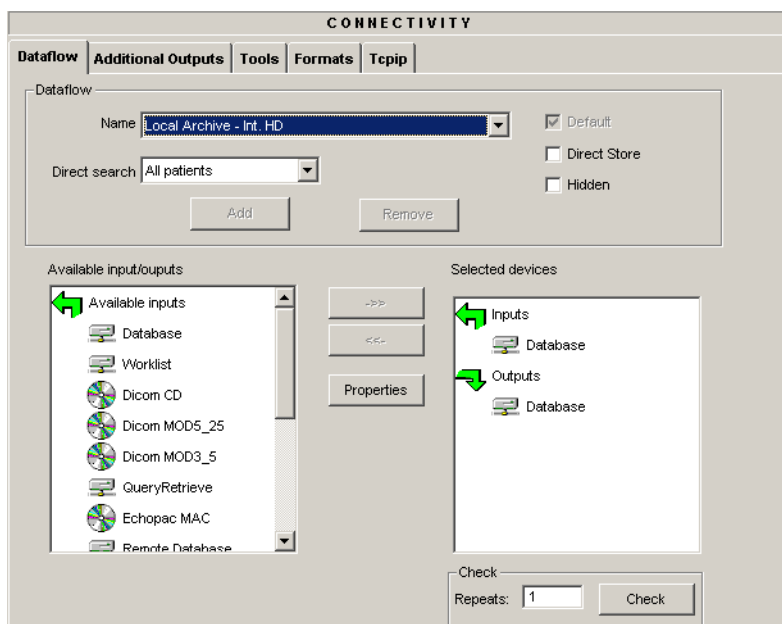 CONNECTIVITY
Dataflow Additional Outputs Tools Formats Tcpip
Dataflow
Name Local Archive - Int. HD
Default
Direct search All patients
Direct Store
Hidden
Add Remove
Available input/ouputs
Available inputs
Database
Worklist
Dicom CD
Dicom MOD5_25
Dicom MOD3_5
QueryRetrieve
Echopac MAC
Remote Database
->>
<<-
Properties
Selected devices
Inputs
Database
Outputs
Database
Check
Repeats: 1 Check